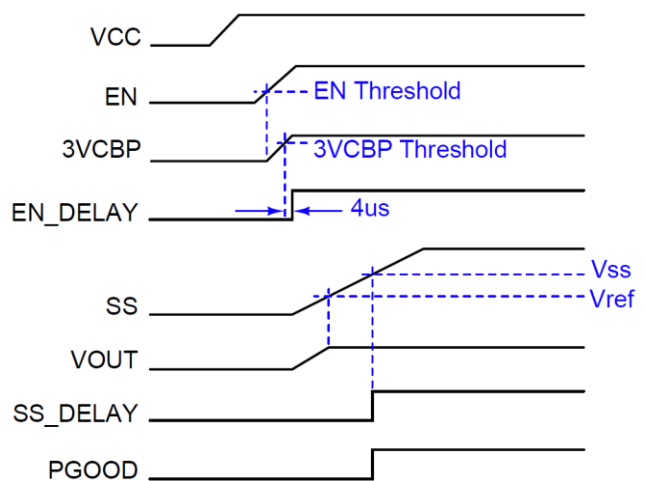 VCC
EN
EN Threshold
3VCBP
3VCBP Threshold
EN_DELAY
4us
Vss
SS
Vref
VOUT
SS_DELAY
PGOOD